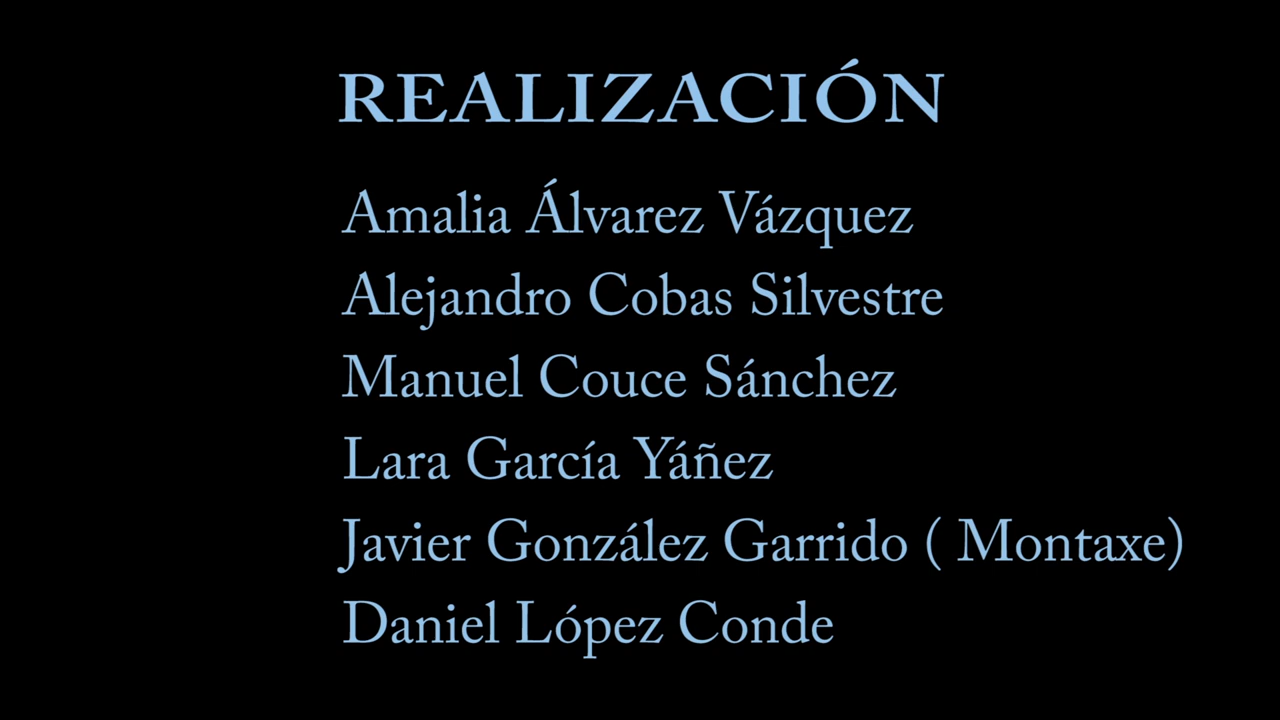 REALIZACIÓN
Amalia Álvarez Vázquez
Alejandro Cobas Silvestre
Manuel Couce Sánchez
Lara García Yáñez
Javier González Garrido ( Montaxe)
Daniel López Conde